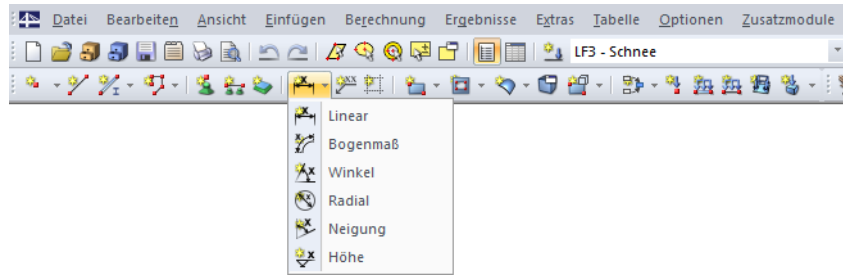 Datei Bearbeiten Ansicht Einfügen Berechnung Ergebnisse Extras Tabelle Optionen Zusatzmodule
LF3 - Schnee
Linear
Bogenmaß
Winkel
Radial
Neigung
Höhe